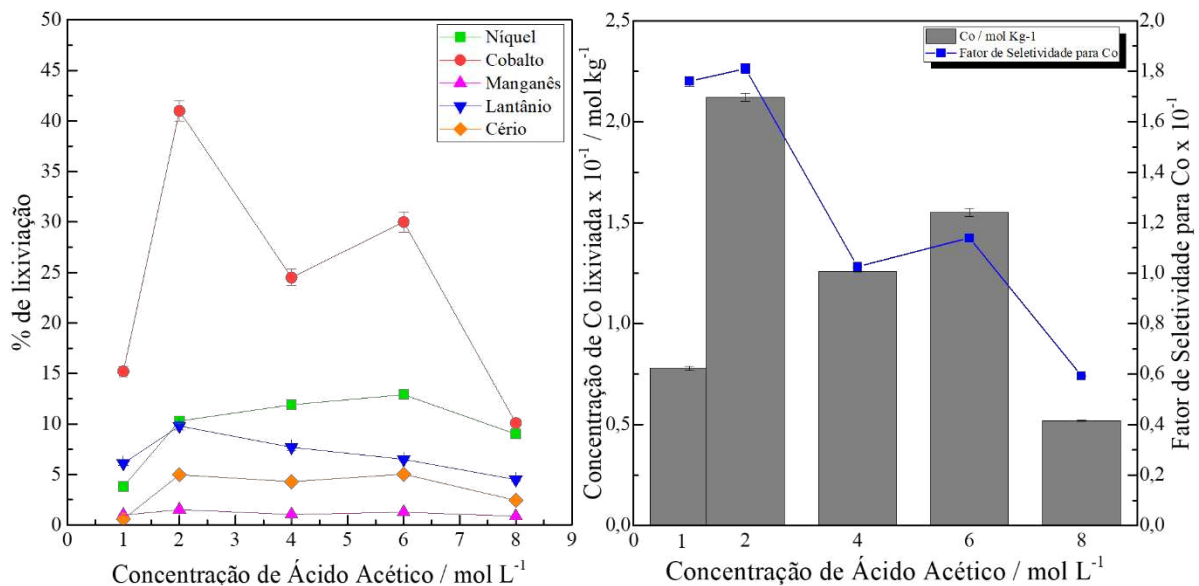 50
45
40
35
30
25
20
15
10
5
0
% de lixiviação
Níquel
Cobalto
Manganês
Lantânio
Cério
0 1 2 3 4 5 6 7 8 9
Concentração de Ácido Acético / mol L⁻¹
2,5
2,0
1,5
1,0
0,5
0,0
Concentração de Co lixiviada x 10⁻¹ / mol kg⁻¹
Co / mol Kg-1
Fator de Seletividade para Co
2,0
1,8
1,6
1,4
1,2
1,0
0,8
0,6
0,4
0,2
0,0
Fator de Seletividade para Co x 10⁻¹
0 1 2 4 6 8
Concentração de Ácido Acético / mol L⁻¹